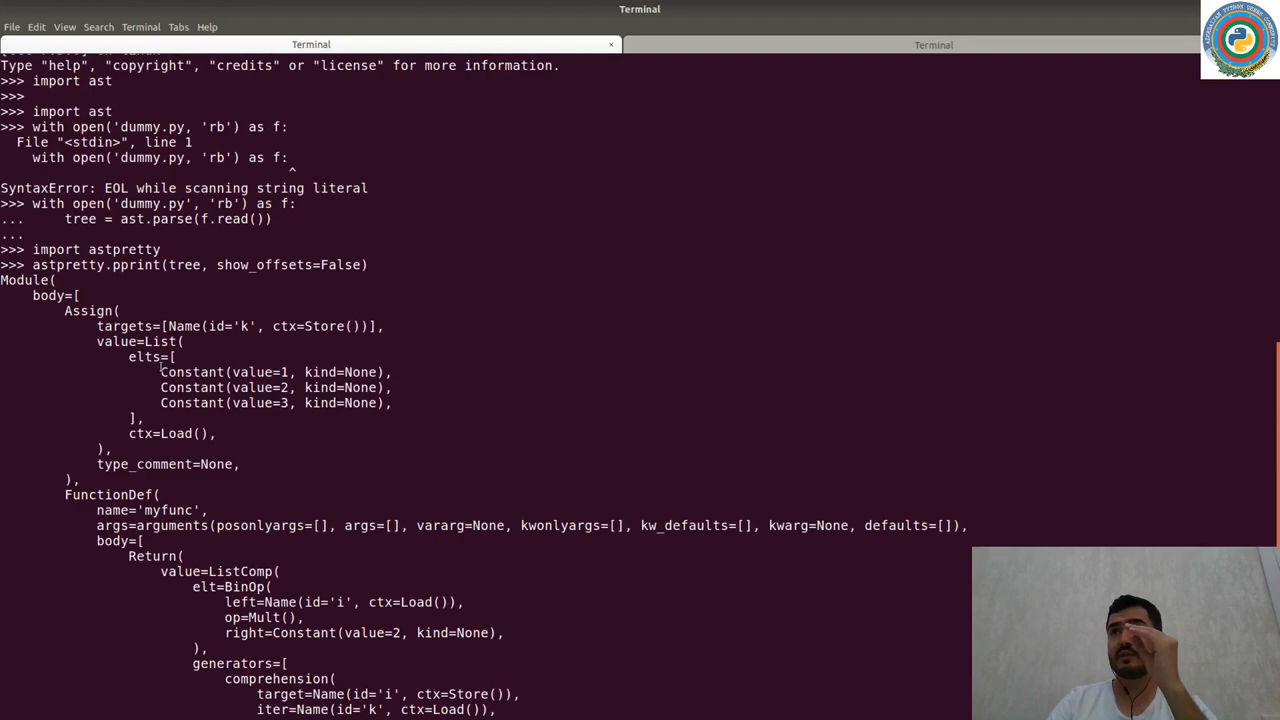 Terminal
File Edit View Search Terminal Tabs Help
Terminal × Terminal
Type "help", "copyright", "credits" or "license" for more information.
>>> import ast
>>>
>>> import ast
>>> with open('dummy.py, 'rb') as f:
  File "<stdin>", line 1
    with open('dummy.py, 'rb') as f:
                                    ^
SyntaxError: EOL while scanning string literal
>>> with open('dummy.py', 'rb') as f:
...     tree = ast.parse(f.read())
...
>>> import astpretty
>>> astpretty.pprint(tree, show_offsets=False)
Module(
    body=[
        Assign(
            targets=[Name(id='k', ctx=Store())],
            value=List(
                elts=[
                    Constant(value=1, kind=None),
                    Constant(value=2, kind=None),
                    Constant(value=3, kind=None),
                ],
                ctx=Load(),
            ),
            type_comment=None,
        ),
        FunctionDef(
            name='myfunc',
            args=arguments(posonlyargs=[], args=[], vararg=None, kwonlyargs=[], kw_defaults=[], kwarg=None, defaults=[]),
            body=[
                Return(
                    value=ListComp(
                        elt=BinOp(
                            left=Name(id='i', ctx=Load()),
                            op=Mult(),
                            right=Constant(value=2, kind=None),
                        ),
                        generators=[
                            comprehension(
                                target=Name(id='i', ctx=Store()),
                                iter=Name(id='k', ctx=Load()),
AZERBAIJAN PYTHON USERS COMMUNITY